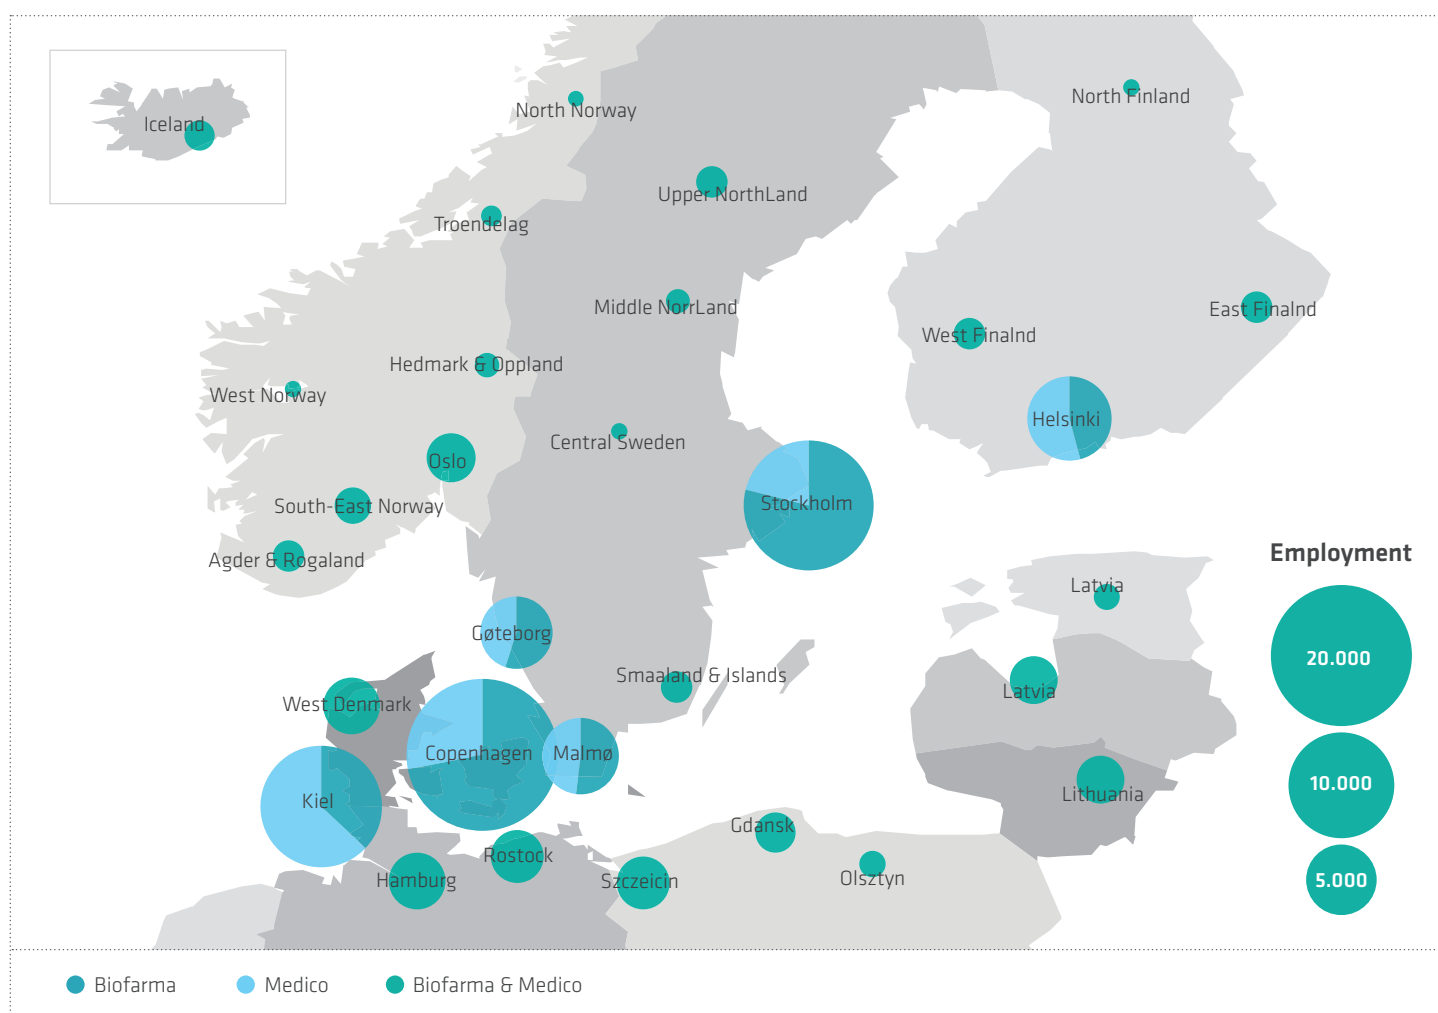 Iceland
North Norway
North Finland
Upper NorthLand
Troendelag
Middle NorrLand
East Finalnd
West Finalnd
Hedmark & Oppland
West Norway
Helsinki
Central Sweden
Oslo
Stockholm
South-East Norway
Agder & Rogaland
Employment
Latvia
Gøteborg
20.000
Smaaland & Islands
Latvia
West Denmark
Copenhagen
Malmø
10.000
Lithuania
Kiel
Gdansk
Rostock
Hamburg
Szczeicin
Olsztyn
5.000
Biofarma
Medico
Biofarma & Medico